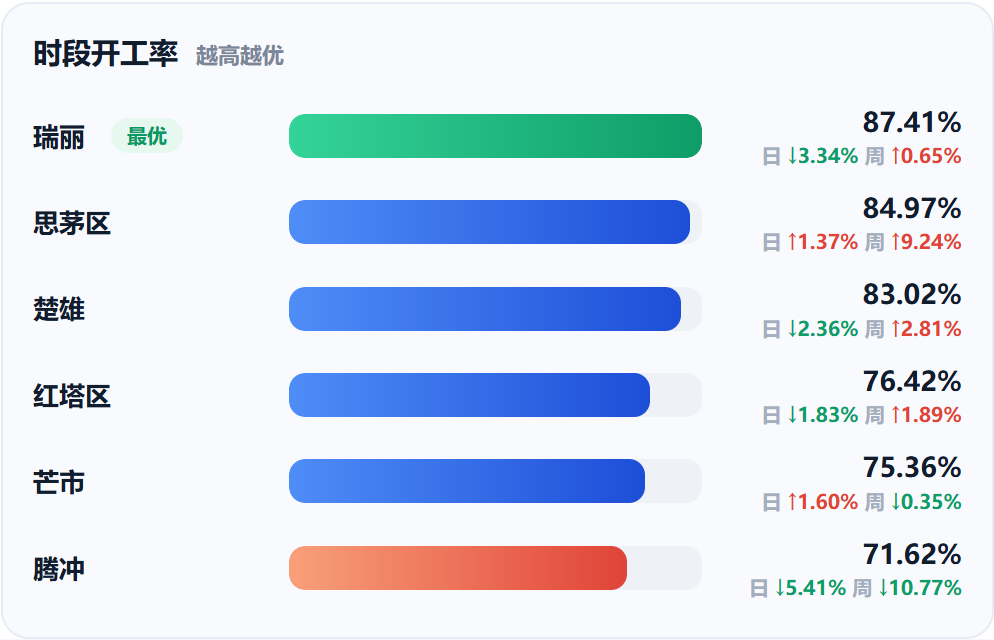 时段开工率 越高越优
瑞丽 最优 87.41%
日 ↓3.34% 周 ↑0.65%
思茅区 84.97%
日 ↑1.37% 周 ↑9.24%
楚雄 83.02%
日 ↓2.36% 周 ↑2.81%
红塔区 76.42%
日 ↓1.83% 周 ↑1.89%
芒市 75.36%
日 ↑1.60% 周 ↓0.35%
腾冲 71.62%
日 ↓5.41% 周 ↓10.77%